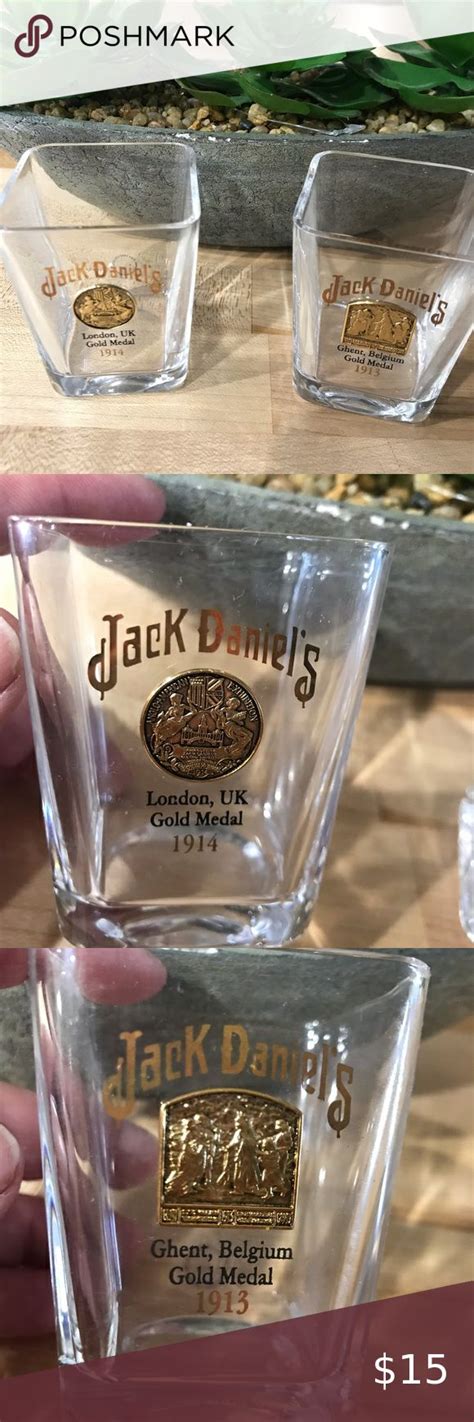 POSHMARK
Jack Daniel's
London, UK
Gold Medal
1914
Jack Daniel's
Ghent, Belgium
Gold Medal
1913
Jack Daniel's
London, UK
Gold Medal
1914
Jack Daniel's
Ghent, Belgium
Gold Medal
1913
$15